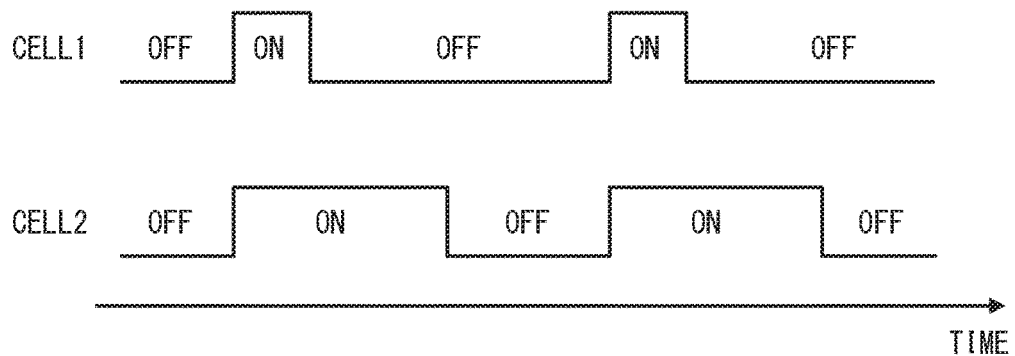 CELL1 OFF ON OFF ON OFF
CELL2 OFF ON OFF ON OFF
TIME